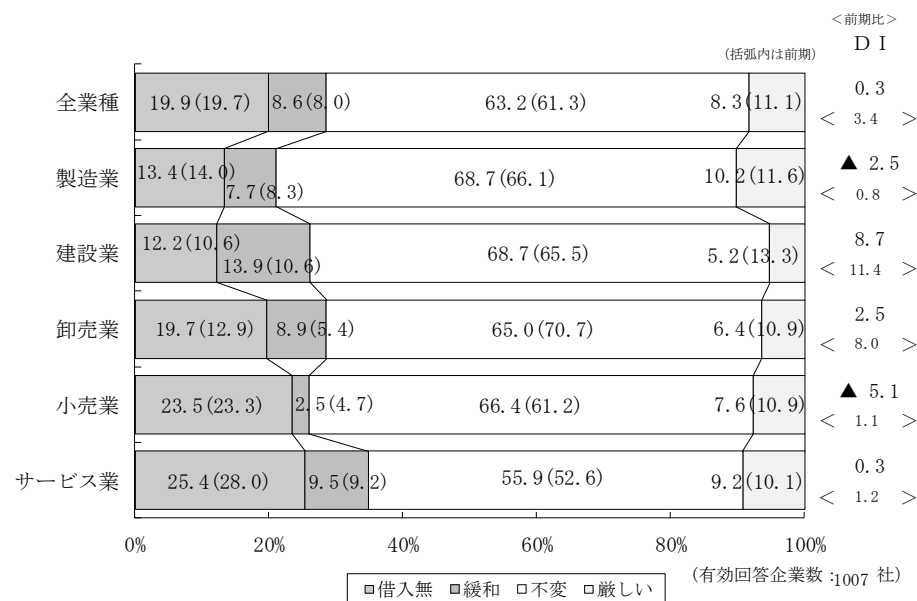 ＜前期比＞
ＤＩ
(括弧内は前期)
全業種 19.9(19.7) 8.6(8.0) 63.2(61.3) 8.3(11.1) 0.3
＜ 3.4 ＞
製造業 13.4(14.0) 7.7(8.3) 68.7(66.1) 10.2(11.6) ▲ 2.5
＜ 0.8 ＞
建設業 12.2(10.6) 13.9(10.6) 68.7(65.5) 5.2(13.3) 8.7
＜ 11.4 ＞
卸売業 19.7(12.9) 8.9(5.4) 65.0(70.7) 6.4(10.9) 2.5
＜ 8.0 ＞
小売業 23.5(23.3) 2.5(4.7) 66.4(61.2) 7.6(10.9) ▲ 5.1
＜ 1.1 ＞
サービス業 25.4(28.0) 9.5(9.2) 55.9(52.6) 9.2(10.1) 0.3
＜ 1.2 ＞
0% 20% 40% 60% 80% 100%
(有効回答企業数:1007 社)
借入無 緩和 不変 厳しい